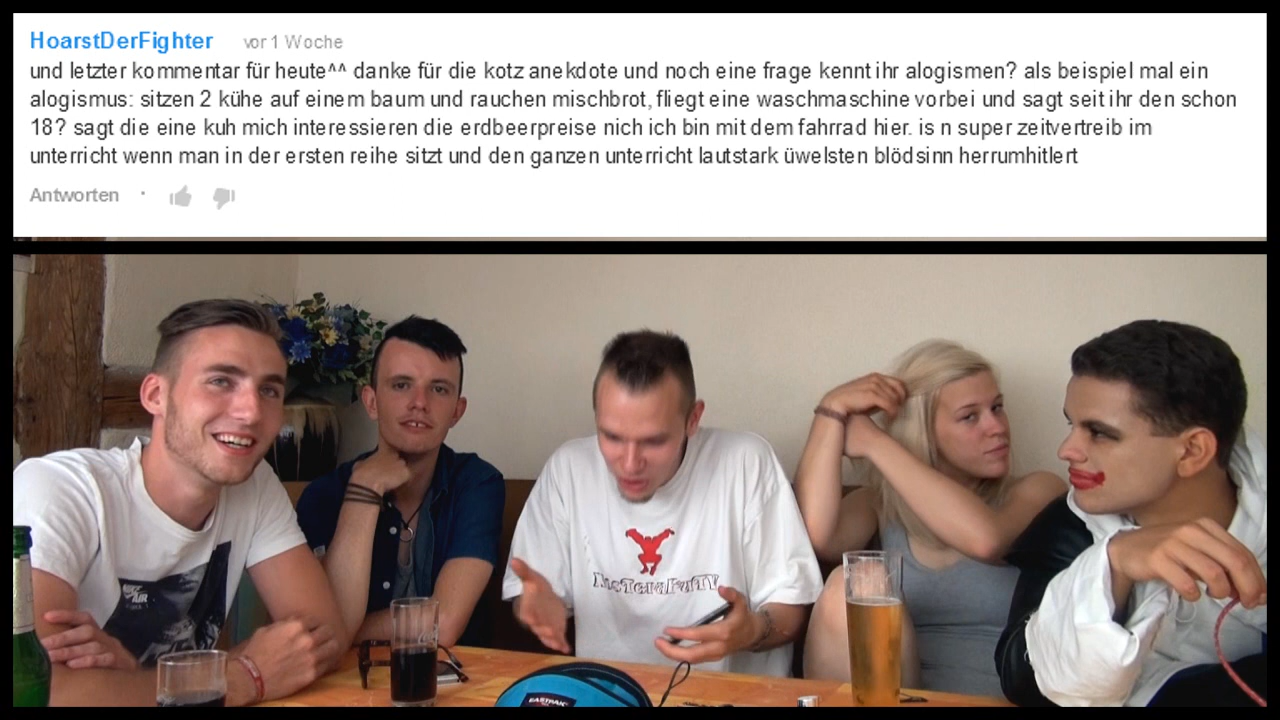 HoarstDerFighter vor 1 Woche
und letzter kommentar für heute^^ danke für die kotz anekdote und noch eine frage kennt ihr alogismen? als beispiel mal ein
alogismus: sitzen 2 kühe auf einem baum und rauchen mischbrot, fliegt eine waschmaschine vorbei und sagt seit ihr den schon
18? sagt die eine kuh mich interessieren die erdbeerpreise nich ich bin mit dem fahrrad hier. is n super zeitvertreib im
unterricht wenn man in der ersten reihe sitzt und den ganzen unterricht lautstark üwelsten blödsinn herrumhitlert
Antworten ·
AIR
EASTPAK